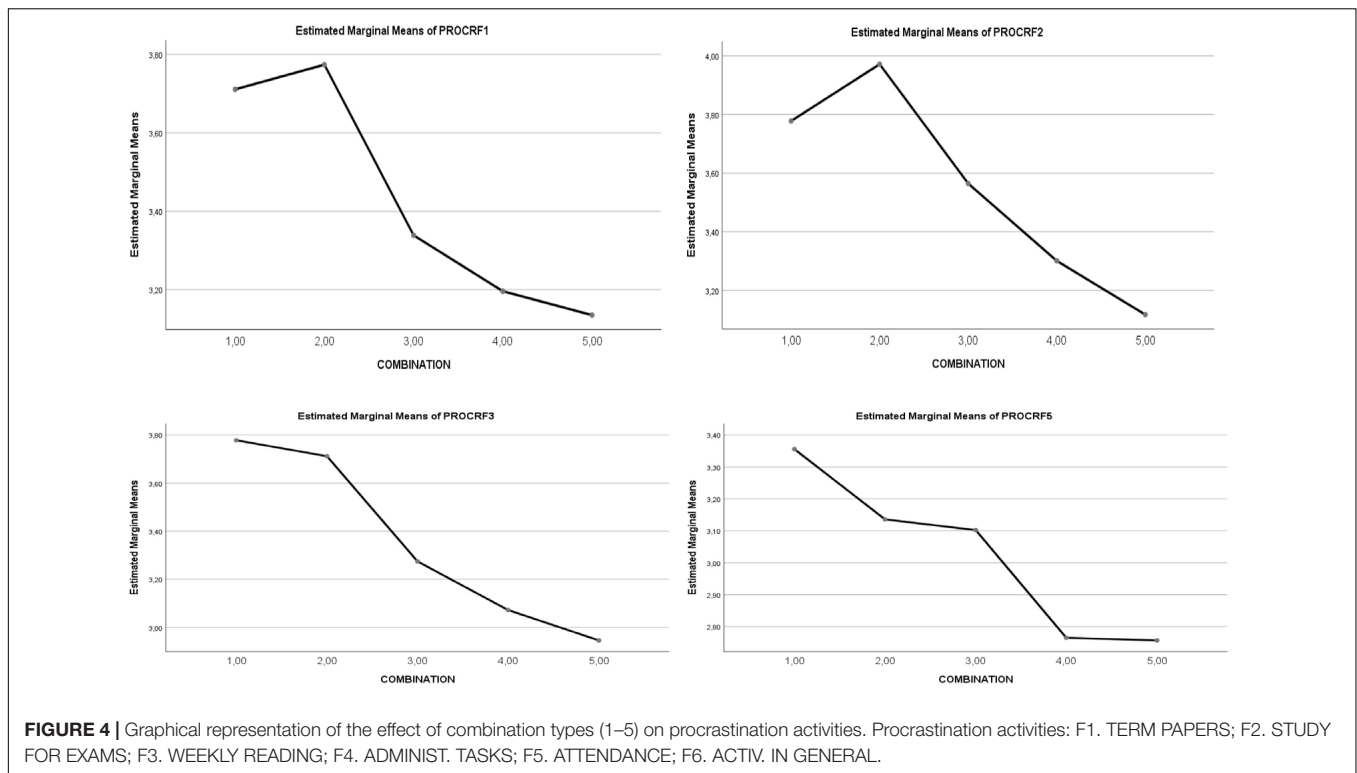 Estimated Marginal Means of PROCRF1
Estimated Marginal Means
3,80
3,60
3,40
3,20
1,00 2,00 3,00 4,00 5,00
COMBINATION
Estimated Marginal Means of PROCRF2
Estimated Marginal Means
4,00
3,80
3,60
3,40
3,20
1,00 2,00 3,00 4,00 5,00
COMBINATION
Estimated Marginal Means of PROCRF3
Estimated Marginal Means
3,80
3,60
3,40
3,20
3,00
1,00 2,00 3,00 4,00 5,00
COMBINATION
Estimated Marginal Means of PROCRF5
Estimated Marginal Means
3,40
3,30
3,20
3,10
3,00
2,90
2,80
1,00 2,00 3,00 4,00 5,00
COMBINATION
FIGURE 4 | Graphical representation of the effect of combination types (1–5) on procrastination activities. Procrastination activities: F1. TERM PAPERS; F2. STUDY
FOR EXAMS; F3. WEEKLY READING; F4. ADMINIST. TASKS; F5. ATTENDANCE; F6. ACTIV. IN GENERAL.